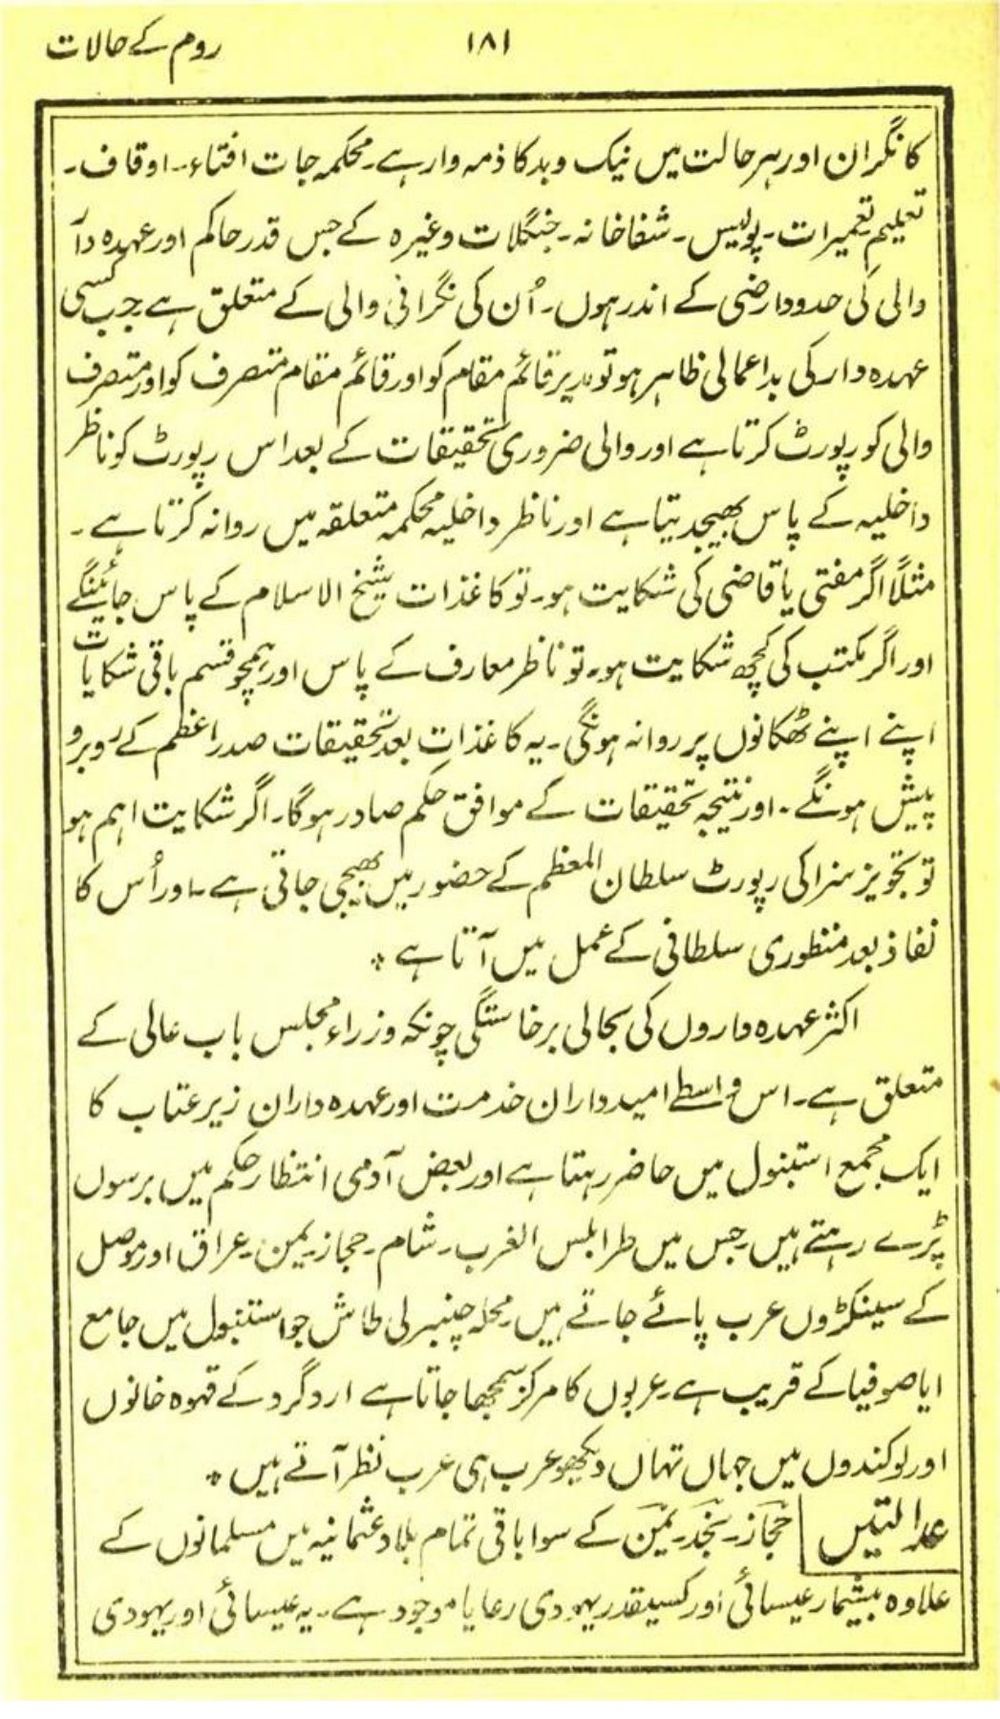 روم کے حالات
۱۸۱
کا نگران اور ہر حالت میں نیک و بد کا ذمہ وار ہے۔ محکمہ جات افتاء۔ اوقاف۔
تعلیم تعمیرات۔ پولیس۔ شفاخانہ۔ جنگلات وغیرہ کے جس قدر حاکم اور عہدہ دار
والی کی حدود ارضی کے اندر ہوں۔ اُن کی نگرانی والی کے متعلق ہے جب کسی
عہدہ دار کی بداعمالی ظاہر ہو تو مدیر قائم مقام کو اور قائم مقام متصرف کو اور متصرف
والی کو رپورٹ کرتا ہے اور والی ضروری تحقیقات کے بعد اس رپورٹ کو ناظر
داخلیہ کے پاس بھیجدیتا ہے اور ناظر داخلیہ محکمہ متعلقہ میں روانہ کرتا ہے۔
مثلاً اگر مفتی یا قاضی کی شکایت ہو۔ تو کاغذات شیخ الاسلام کے پاس جائینگے
اور اگر مکتب کی کچھ شکایت ہو۔ تو ناظر معارف کے پاس اور ہمچو قسم باقی شکایات
اپنے اپنے ٹھکانوں پر روانہ ہونگی۔ یہ کاغذات بعد تحقیقات صدر اعظم کے روبرو
پیش ہونگے۔ اور نتیجہ تحقیقات کے موافق حکم صادر ہوگا۔ اگر شکایت اہم ہو
تو تجویز سزا کی رپورٹ سلطان المعظم کے حضور میں بھیجی جاتی ہے۔ اور اُس کا
نفاذ بعد منظوری سلطانی کے عمل میں آتا ہے *
اکثر عہدہ داروں کی بحالی برخاستگی چونکہ وزراء مجلس باب عالی کے
متعلق ہے۔ اس واسطے امیدواران خدمت اور عہدہ داران زیر عتاب کا
ایک مجمع استنبول میں حاضر رہتا ہے اور بعض آدمی انتظار حکم میں برسوں
پڑے رہتے ہیں۔ جس میں طرابلس الغرب۔ شام۔ حجاز۔ یمن۔ عراق اور موصل
کے سینکڑوں عرب پائے جاتے ہیں۔ محلہ چنبرلی طاش جو استنبول میں جامع
ایا صوفیا کے قریب ہے۔ عربوں کا مرکز سمجھا جاتا ہے اردگرد کے قہوہ خانوں
اور لوکندوں میں جہاں تہاں دیکھو عرب ہی عرب نظر آتے ہیں *
عدالتیں حجاز۔ نجد۔ یمن کے سوا باقی تمام بلاد عثمانیہ میں مسلمانوں کے
علاوہ بیشمار عیسائی اور کسیقدر یہودی رعایا موجود ہے۔ یہ عیسائی اور یہودی